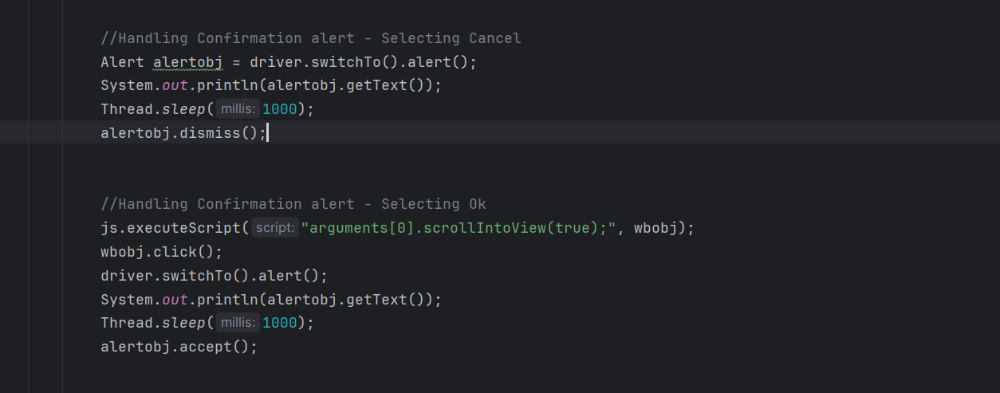 //Handling Confirmation alert - Selecting Cancel
Alert alertobj = driver.switchTo().alert();
System.out.println(alertobj.getText());
Thread.sleep( millis: 1000);
alertobj.dismiss();
//Handling Confirmation alert - Selecting Ok
js.executeScript( script: "arguments[0].scrollIntoView(true);", wbobj);
wbobj.click();
driver.switchTo().alert();
System.out.println(alertobj.getText());
Thread.sleep( millis: 1000);
alertobj.accept();